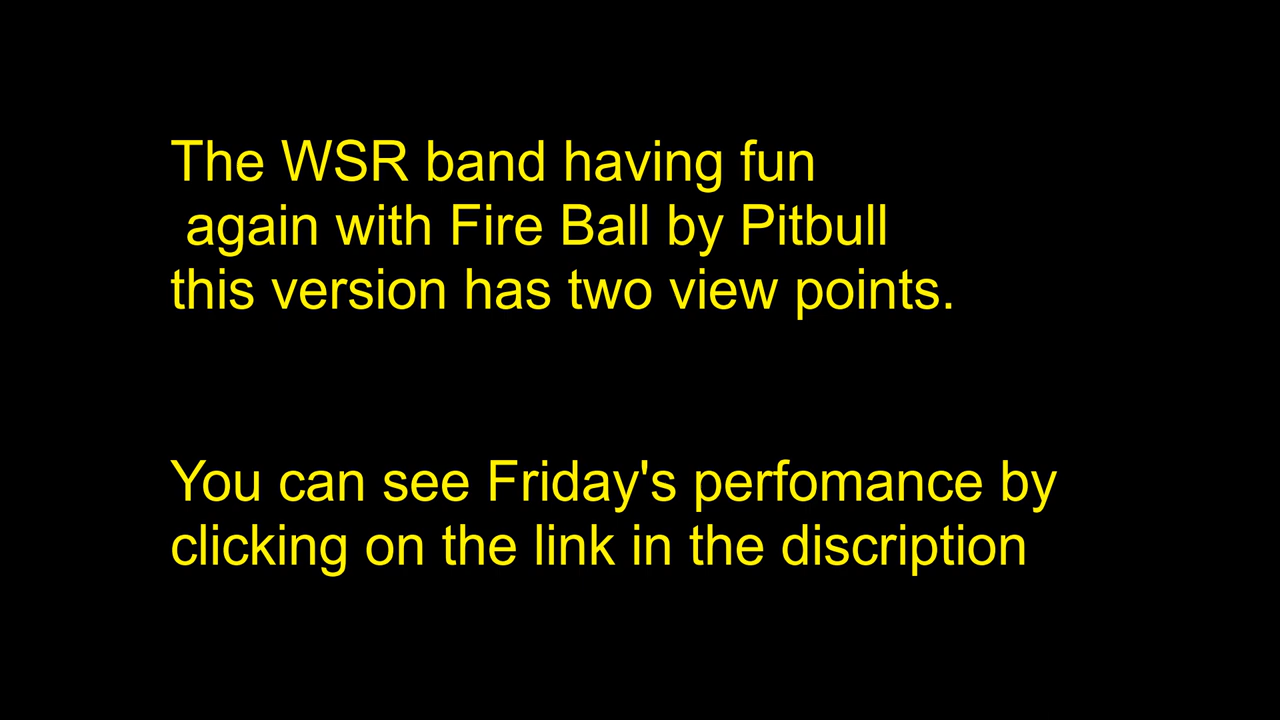 The WSR band having fun
again with Fire Ball by Pitbull
this version has two view points.
You can see Friday's perfomance by
clicking on the link in the discription